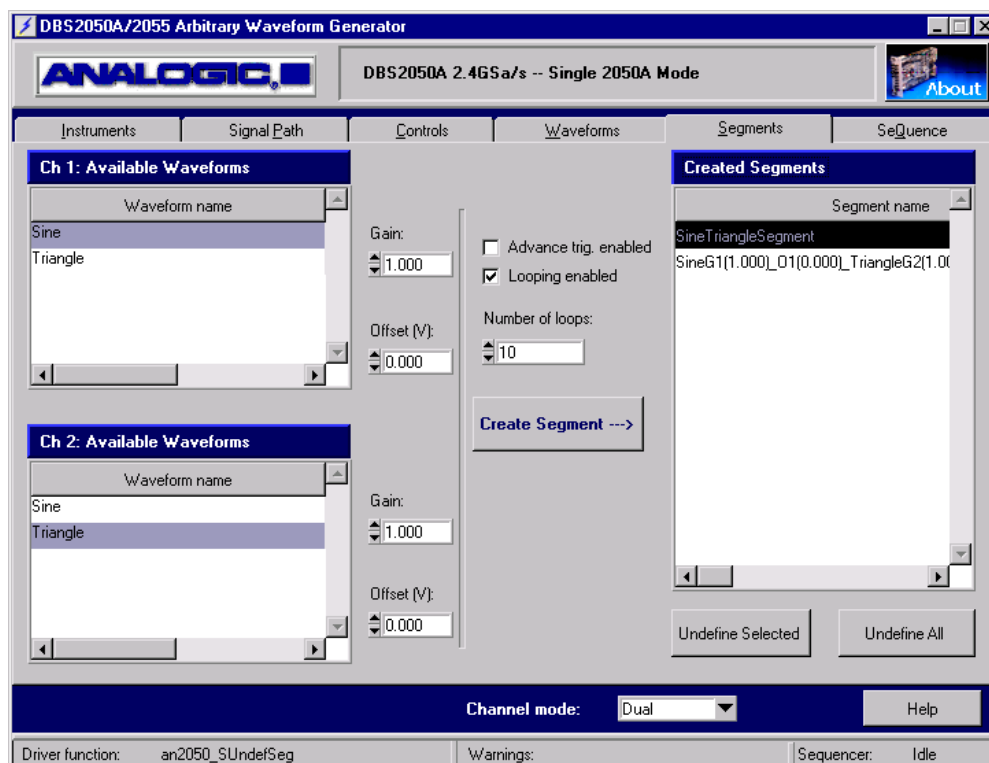 DBS2050A/2055 Arbitrary Waveform Generator
ANALOGIC®
DBS2050A 2.4GSa/s -- Single 2050A Mode
About
Instruments
Signal Path
Controls
Waveforms
Segments
SeQuence
Ch 1: Available Waveforms
Waveform name
Sine
Triangle
Gain:
1.000
Offset (V):
0.000
Advance trig. enabled
Looping enabled
Number of loops:
10
Create Segment --->
Created Segments
Segment name
SineTriangleSegment
SineG1(1.000)_O1(0.000)_TriangleG2(1.00
Ch 2: Available Waveforms
Waveform name
Sine
Triangle
Gain:
1.000
Offset (V):
0.000
Undefine Selected
Undefine All
Channel mode:
Dual
Help
Driver function: an2050_SUndefSeg
Warnings:
Sequencer: Idle